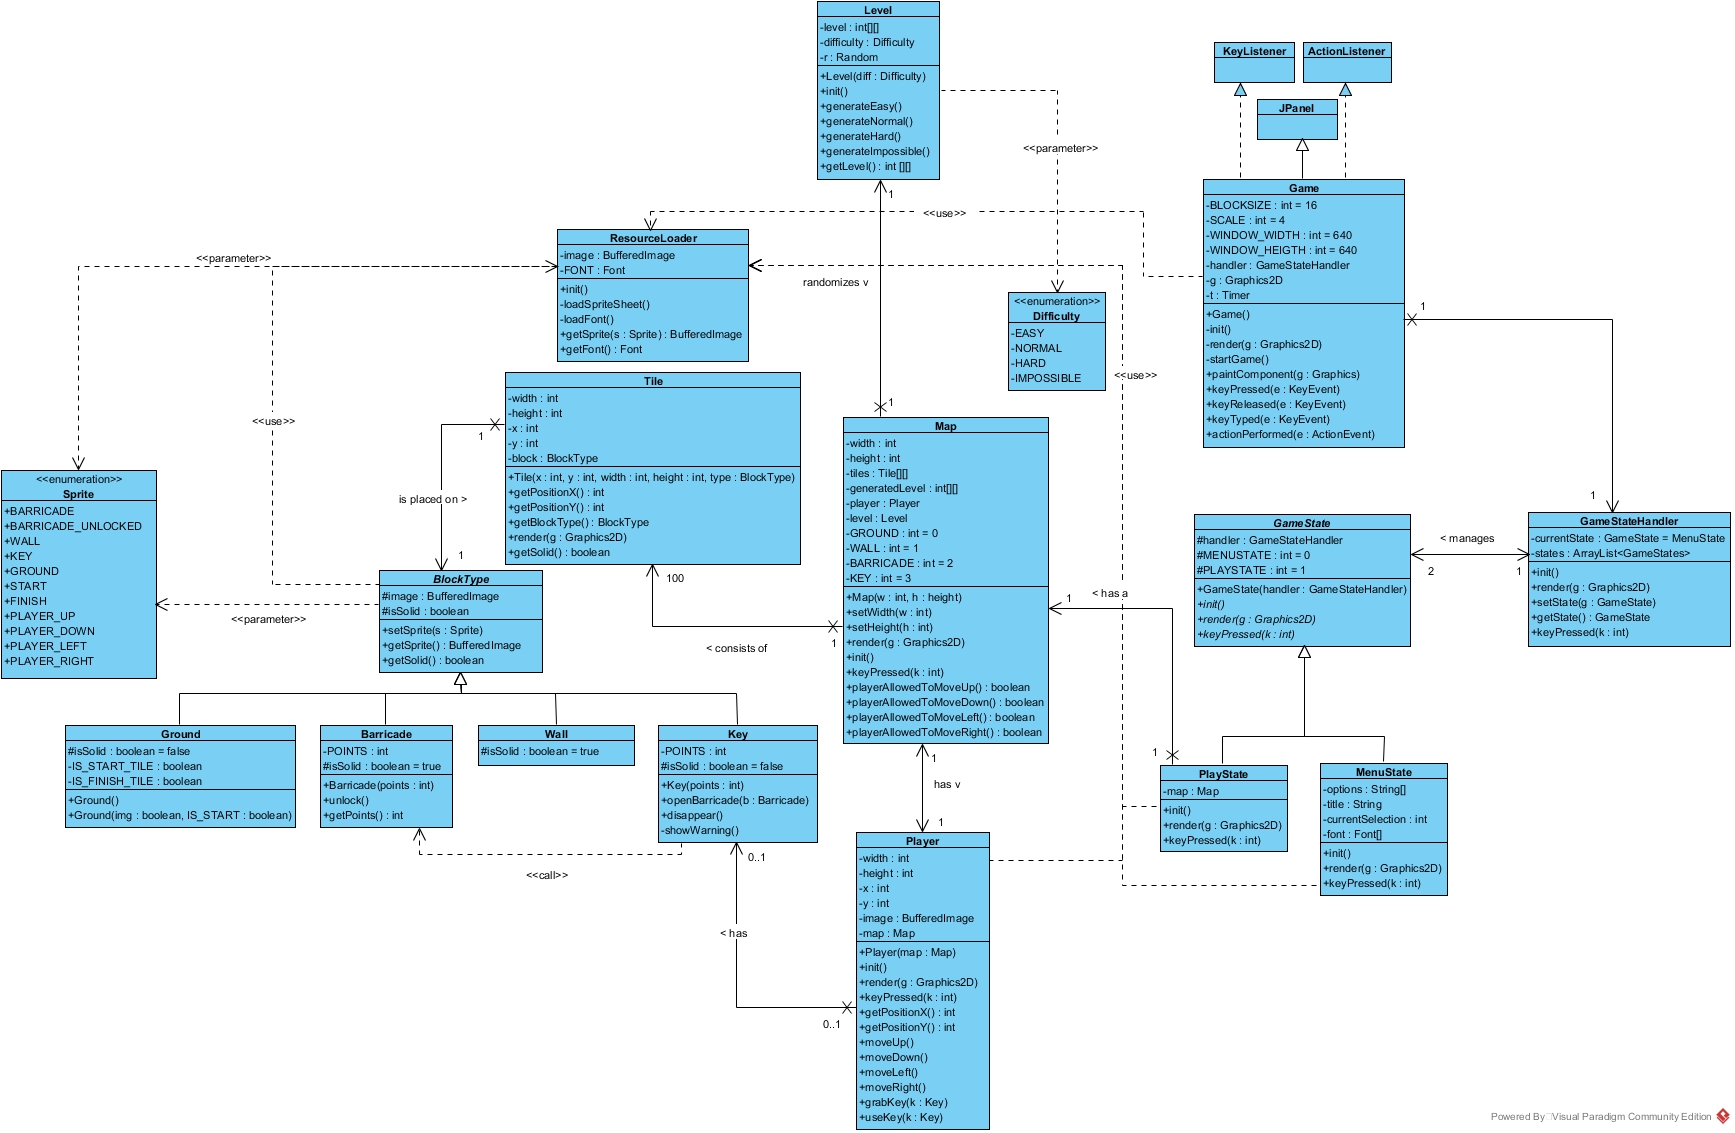 Level
-level : int[][]
-difficulty : Difficulty
-r : Random
+Level(diff : Difficulty)
+init()
+generateEasy()
+generateNormal()
+generateHard()
+generateImpossible()
+getLevel() : int [][]
KeyListener
ActionListener
JPanel
<<parameter>>
Game
-BLOCKSIZE : int = 16
-SCALE : int = 4
-WINDOW_WIDTH : int = 640
-WINDOW_HEIGTH : int = 640
-handler : GameStateHandler
-g : Graphics2D
-t : Timer
+Game()
-init()
-render(g : Graphics2D)
-startGame()
+paintComponent(g : Graphics)
+keyPressed(e : KeyEvent)
+keyReleased(e : KeyEvent)
+keyTyped(e : KeyEvent)
+actionPerformed(e : ActionEvent)
1
<<use>>
ResourceLoader
-image : BufferedImage
-FONT : Font
+init()
-loadSpriteSheet()
-loadFont()
+getSprite(s : Sprite) : BufferedImage
+getFont() : Font
<<parameter>>
randomizes v
<<enumeration>>
Difficulty
-EASY
-NORMAL
-HARD
-IMPOSSIBLE
1
<<use>>
<<use>>
Tile
-width : int
-height : int
-x : int
-y : int
-block : BlockType
+Tile(x : int, y : int, width : int, height : int, type : BlockType)
+getPositionX() : int
+getPositionY() : int
+getBlockType() : BlockType
+render(g : Graphics2D)
+getSolid() : boolean
1
1
is placed on >
1
<<enumeration>>
Sprite
+BARRICADE
+BARRICADE_UNLOCKED
+WALL
+KEY
+GROUND
+START
+FINISH
+PLAYER_UP
+PLAYER_DOWN
+PLAYER_LEFT
+PLAYER_RIGHT
Map
-width : int
-height : int
-tiles : Tile[][]
-generatedLevel : int[][]
-player : Player
-level : Level
-GROUND : int = 0
-WALL : int = 1
-BARRICADE : int = 2
-KEY : int = 3
+Map(w : int, h : height)
+setWidth(w : int)
+setHeight(h : int)
+render(g : Graphics2D)
+init()
+keyPressed(k : int)
+playerAllowedToMoveUp() : boolean
+playerAllowedToMoveDown() : boolean
+playerAllowedToMoveLeft() : boolean
+playerAllowedToMoveRight() : boolean
1
GameState
#handler : GameStateHandler
#MENUSTATE : int = 0
#PLAYSTATE : int = 1
+GameState(handler : GameStateHandler)
+init()
+render(g : Graphics2D)
+keyPressed(k : int)
< manages
2
1
GameStateHandler
-currentState : GameState = MenuState
-states : ArrayList<GameStates>
+init()
+render(g : Graphics2D)
+setState(g : GameState)
+getState() : GameState
+keyPressed(k : int)
BlockType
#image : BufferedImage
#isSolid : boolean
+setSprite(s : Sprite)
+getSprite() : BufferedImage
+getSolid() : boolean
<<parameter>>
100
1
< consists of
< has a
1
1
Ground
#isSolid : boolean = false
-IS_START_TILE : boolean
-IS_FINISH_TILE : boolean
+Ground()
+Ground(img : boolean, IS_START : boolean)
Barricade
-POINTS : int
#isSolid : boolean = true
+Barricade(points : int)
+unlock()
+getPoints() : int
Wall
#isSolid : boolean = true
Key
-POINTS : int
#isSolid : boolean = false
+Key(points : int)
+openBarricade(b : Barricade)
+disappear()
-showWarning()
1
has v
1
PlayState
-map : Map
+init()
+render(g : Graphics2D)
+keyPressed(k : int)
MenuState
-options : String[]
-title : String
-currentSelection : int
-font : Font[]
+init()
+render(g : Graphics2D)
+keyPressed(k : int)
<<call>>
0..1
< has
0..1
Player
-width : int
-height : int
-x : int
-y : int
-image : BufferedImage
-map : Map
+Player(map : Map)
+init()
+render(g : Graphics2D)
+keyPressed(k : int)
+getPositionX() : int
+getPositionY() : int
+moveUp()
+moveDown()
+moveLeft()
+moveRight()
+grabKey(k : Key)
+useKey(k : Key)
Powered By Visual Paradigm Community Edition